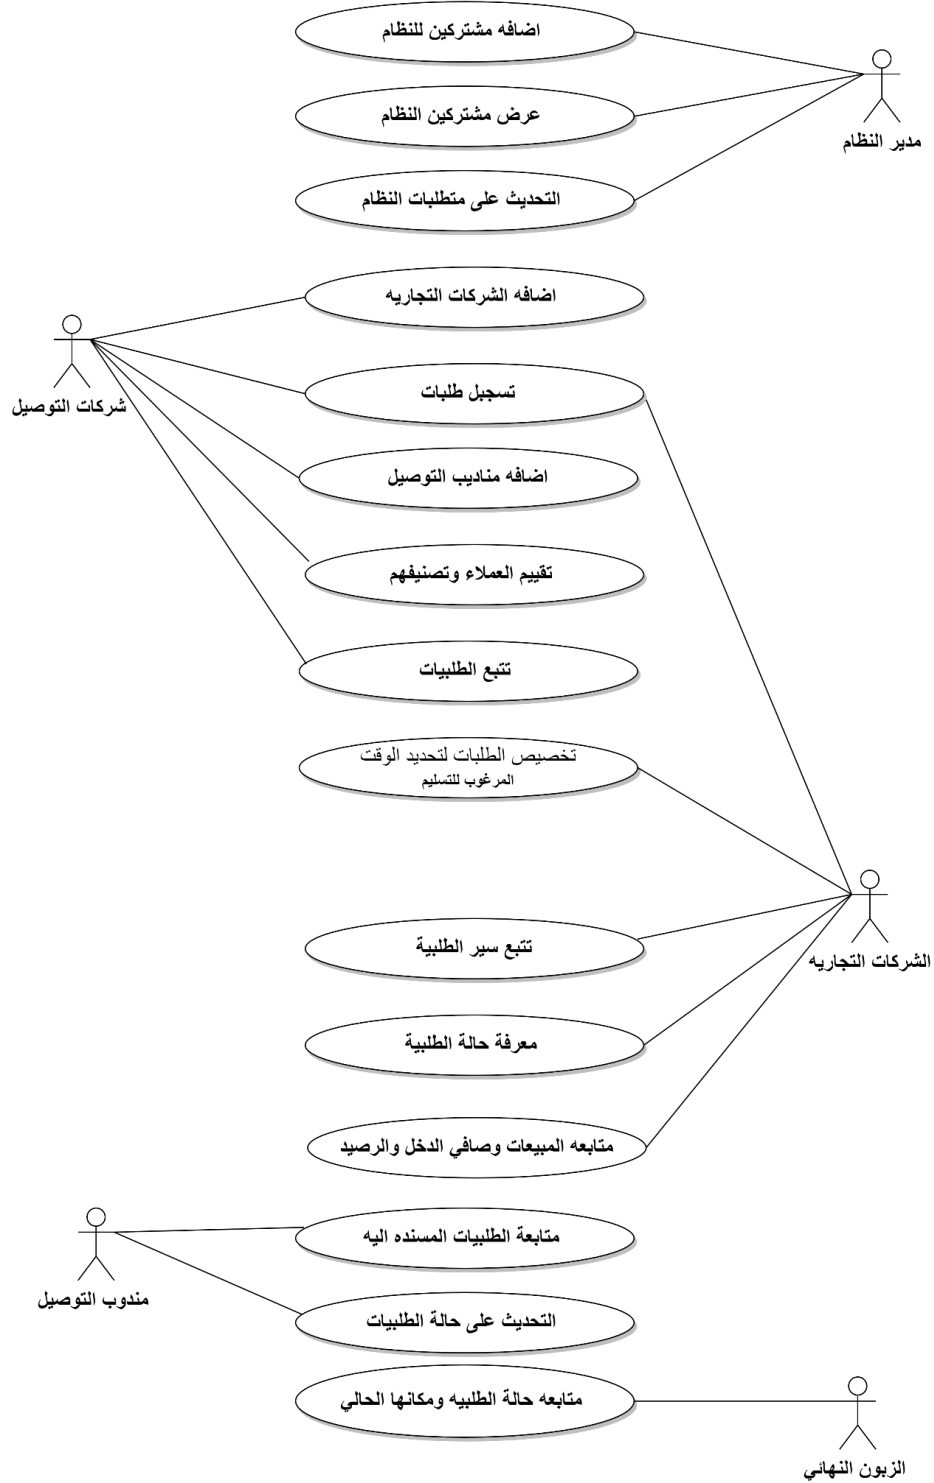 اضافه مشتركين للنظام
عرض مشتركين النظام
مدير النظام
التحديث على متطلبات النظام
اضافه الشركات التجاريه
تسجبل طلبات
شركات التوصيل
اضافه مناديب التوصيل
تقييم العملاء وتصنيفهم
تتبع الطلبيات
تخصيص الطلبات لتحديد الوقت
المرغوب للتسليم
تتبع سير الطلبية
الشركات التجاريه
معرفة حالة الطلبية
متابعه المبيعات وصافي الدخل والرصيد
متابعة الطلبيات المسنده اليه
مندوب التوصيل
التحديث على حالة الطلبيات
متابعه حالة الطلبيه ومكانها الحالي
الزبون النهائي